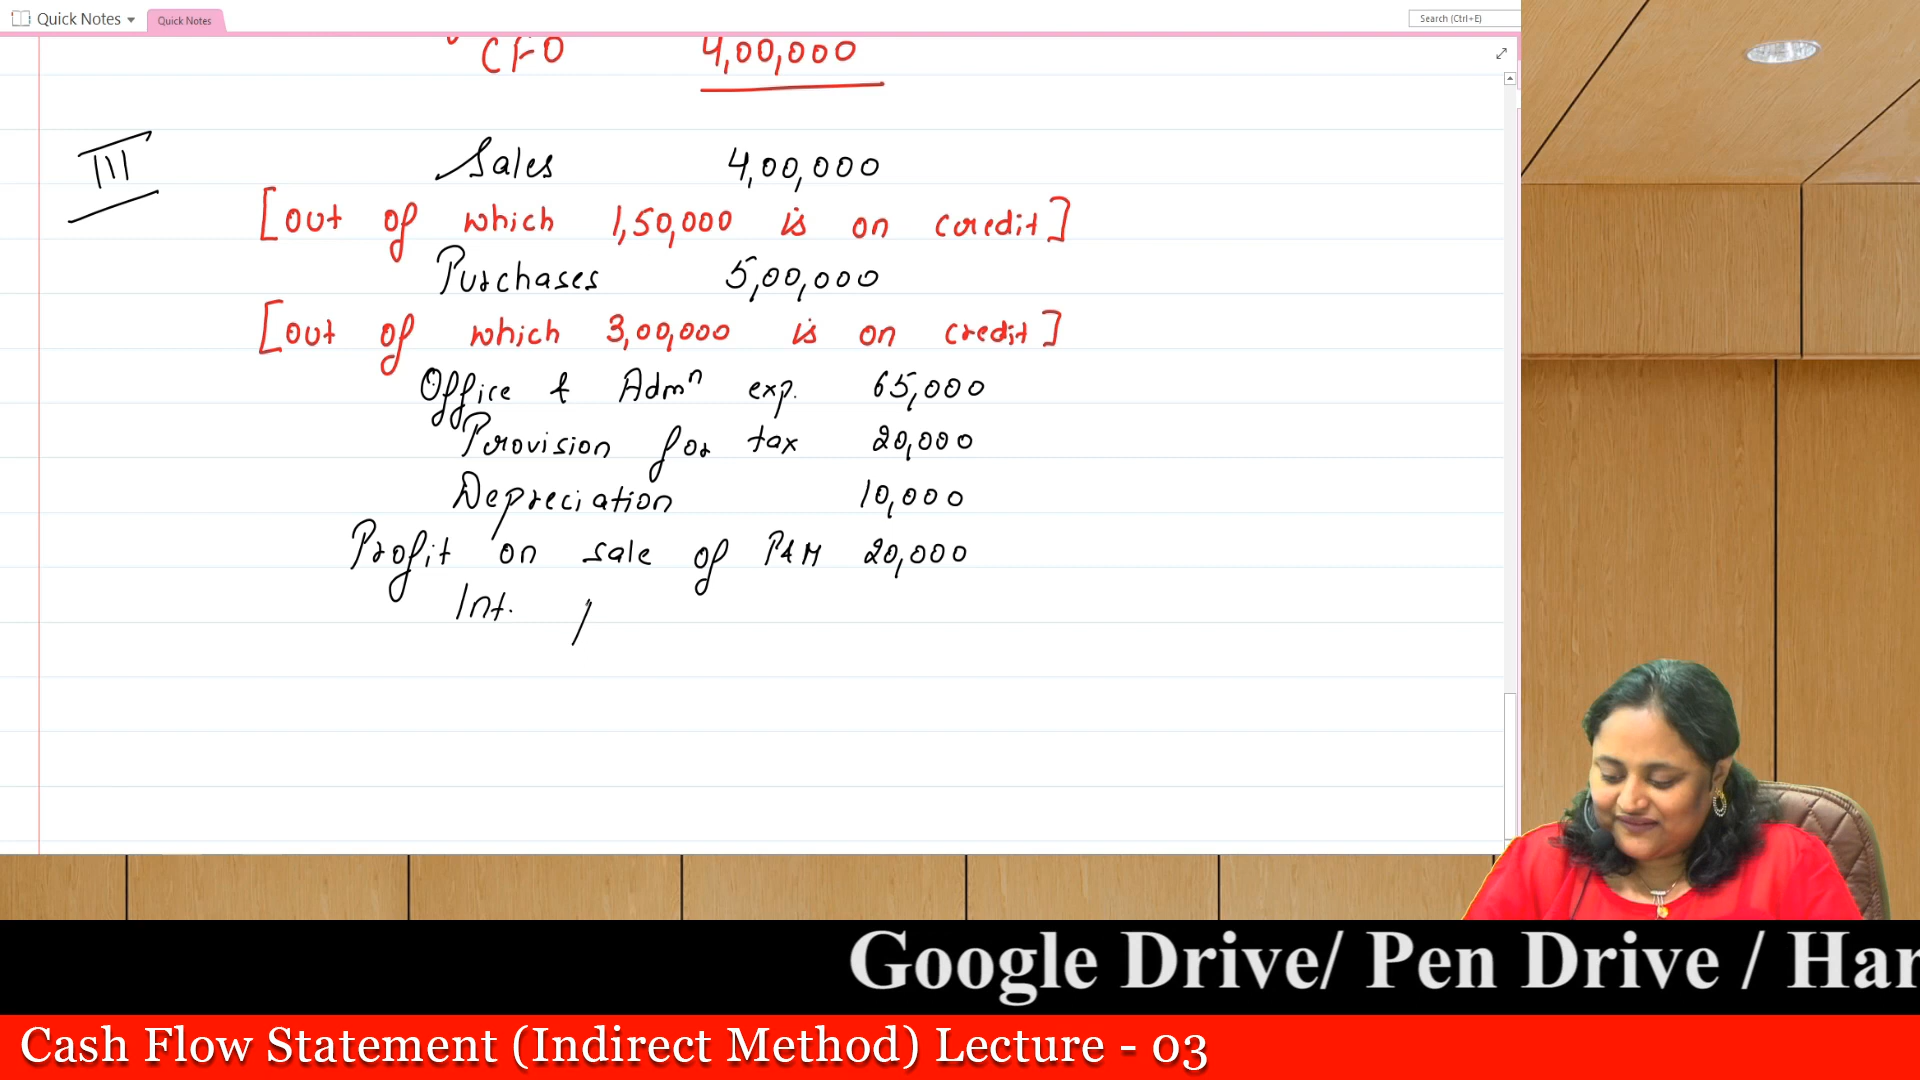 Quick Notes
Quick Notes
Search (Ctrl+E)
CFO 4,00,000
III
Sales 4,00,000
[out of which 1,50,000 is on credit]
Purchases 5,00,000
[out of which 3,00,000 is on credit]
Office & Admn exp. 65,000
Provision for tax 20,000
Depreciation 10,000
Profit on sale of P&M 20,000
Int.
Google Drive/ Pen Drive / Har
Cash Flow Statement (Indirect Method) Lecture - 03